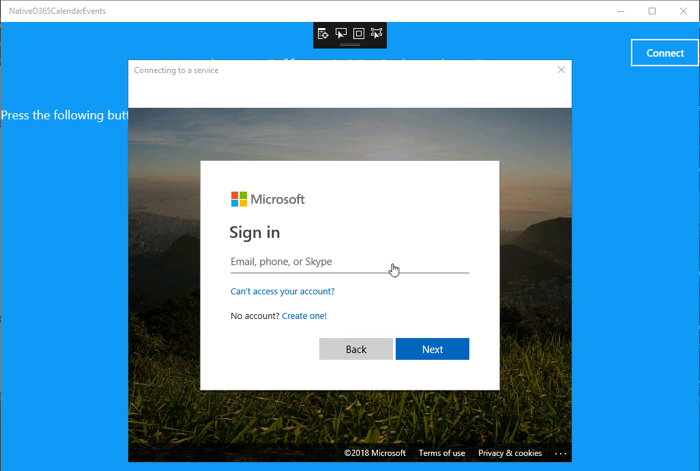 NativeO365CalendarEvents
Connect
Connecting to a service
Press the following
Microsoft
Sign in
Email, phone, or Skype
Can't access your account?
No account? Create one!
Back
Next
©2018 Microsoft
Terms of use
Privacy & cookies
...